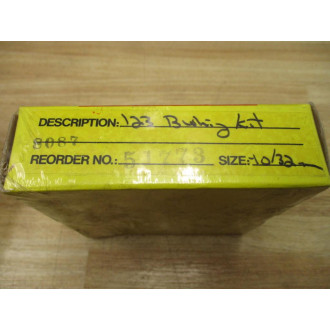 DESCRIPTION: 123 Bushing Kit
8087
REORDER NO.: 51273 SIZE: 10/32